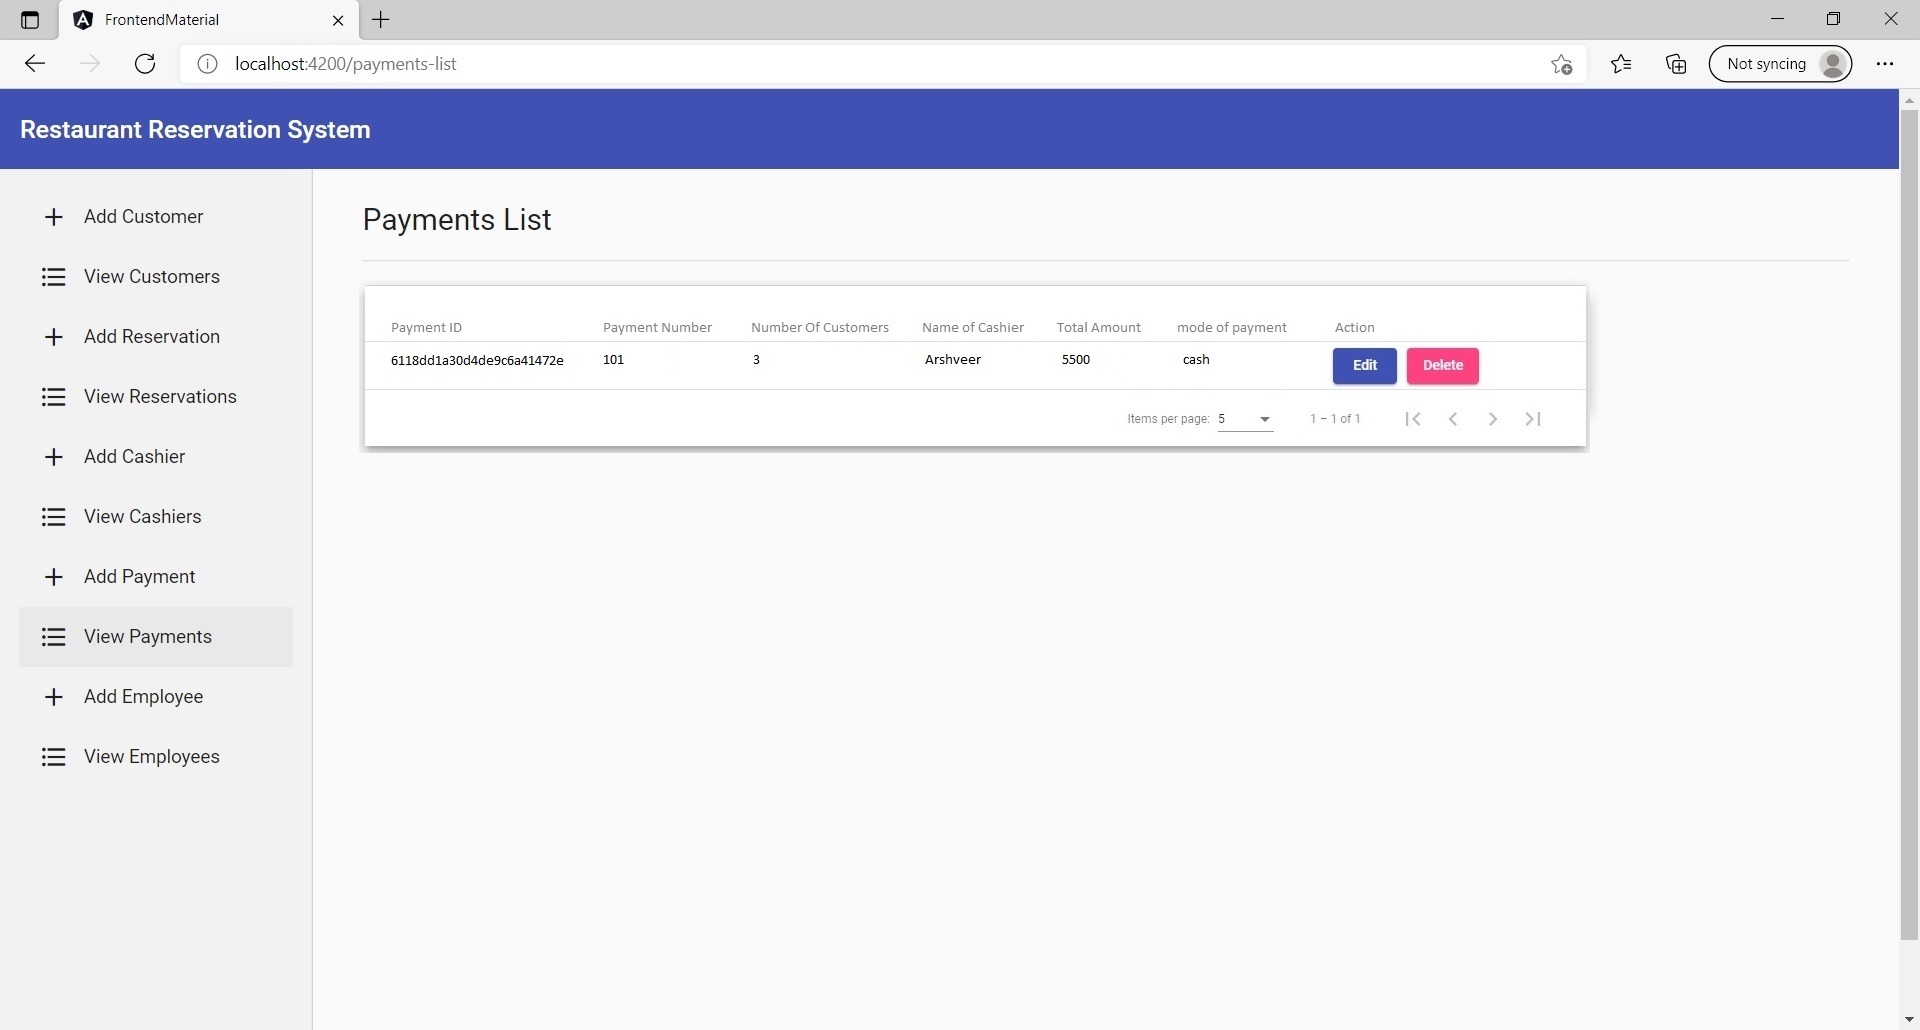 FrontendMaterial
localhost:4200/payments-list
Not syncing
Restaurant Reservation System
Add Customer
View Customers
Add Reservation
View Reservations
Add Cashier
View Cashiers
Add Payment
View Payments
Add Employee
View Employees
Payments List
Payment ID Payment Number Number Of Customers Name of Cashier Total Amount mode of payment Action
6118dd1a30d4de9c6a41472e 101 3 Arshveer 5500 cash Edit Delete
Items per page: 5 1 – 1 of 1